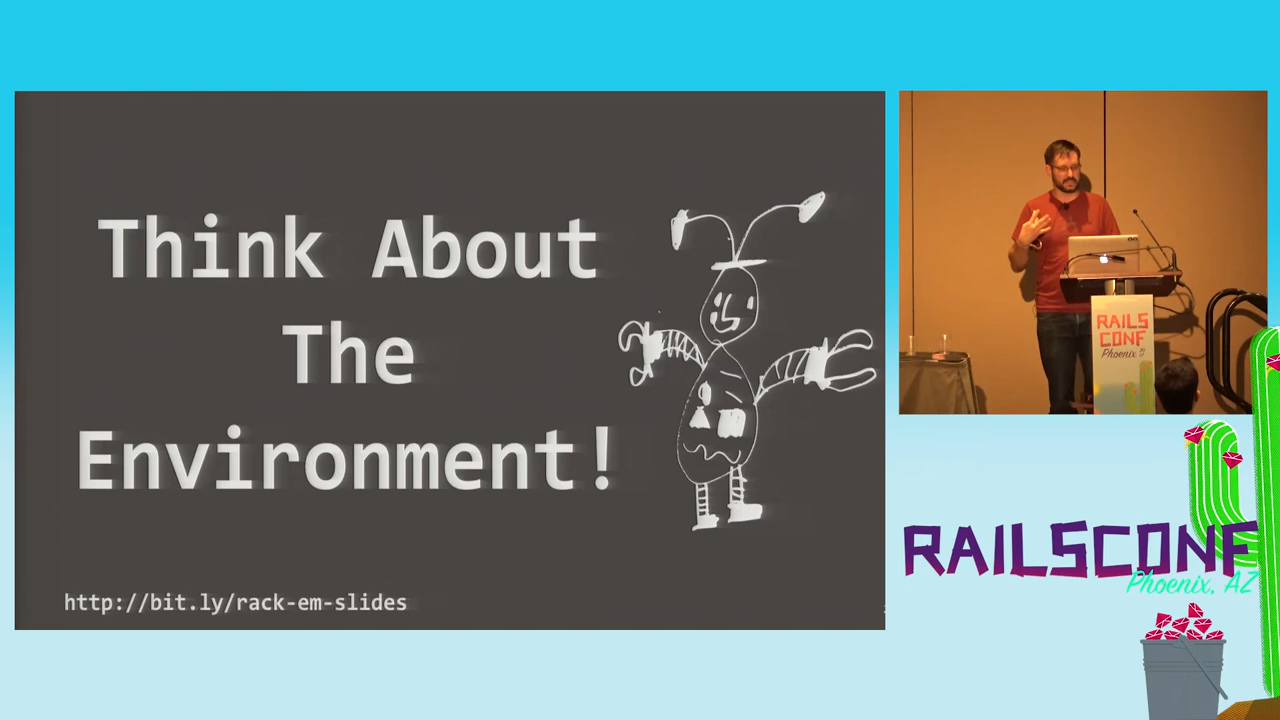 Think About
The
Environment!
http://bit.ly/rack-em-slides
RAILS
CONF
Phoenix
RAILSCONF
Phoenix, AZ